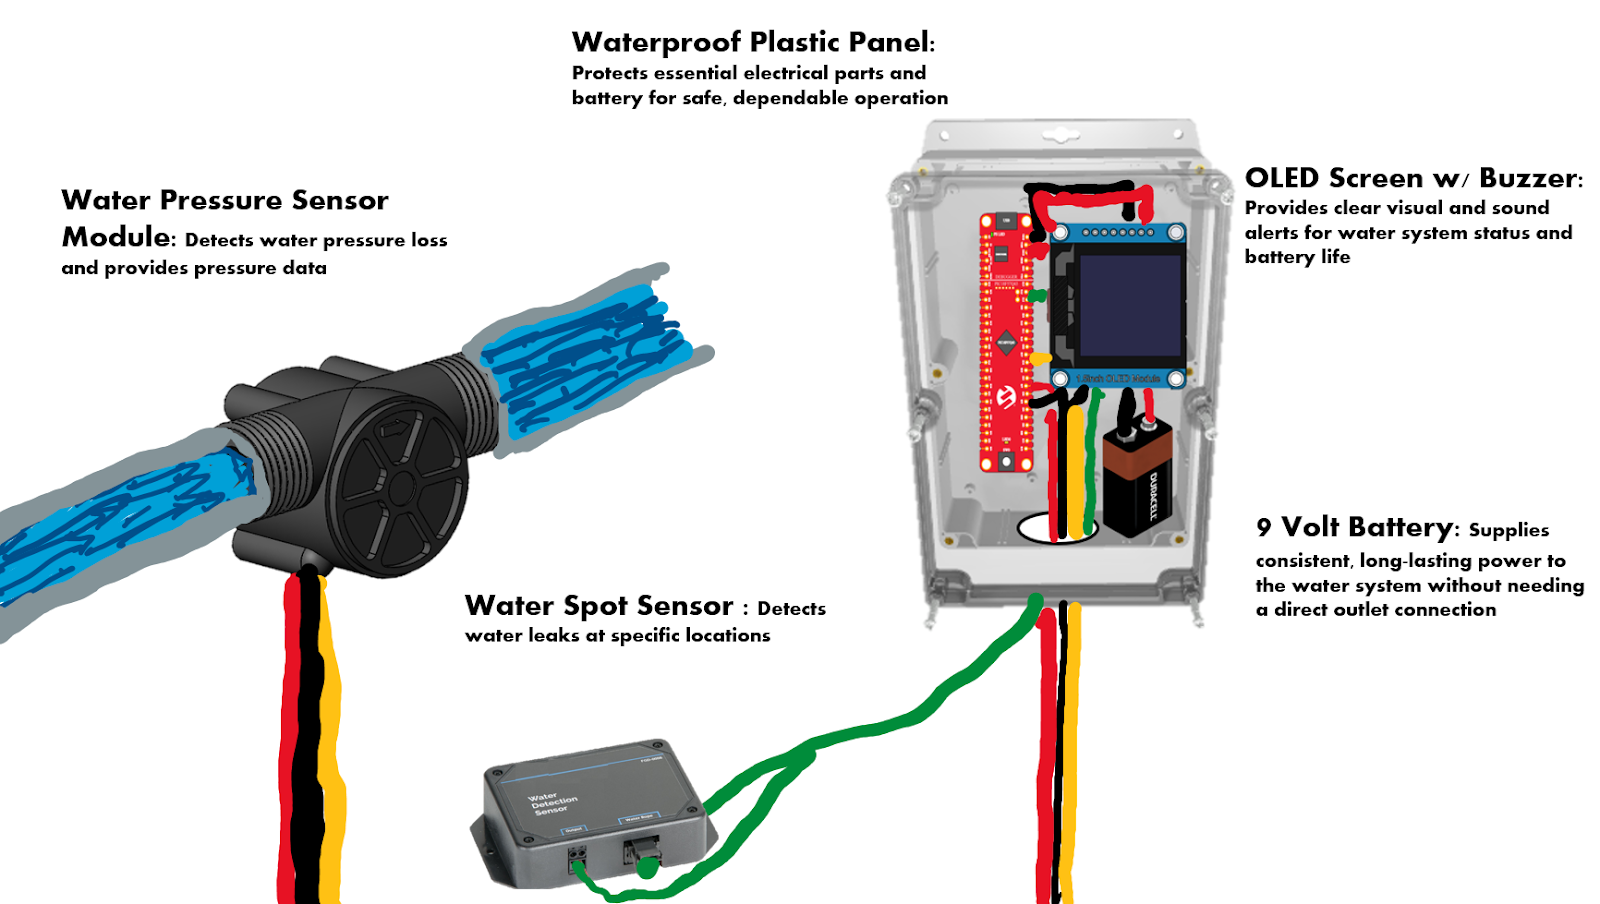 Waterproof Plastic Panel:
Protects essential electrical parts and
battery for safe, dependable operation
Water Pressure Sensor
Module: Detects water pressure loss
and provides pressure data
OLED Screen w/ Buzzer:
Provides clear visual and sound
alerts for water system status and
battery life
1.5inch OLED Module
DURACELL
9 Volt Battery: Supplies
consistent, long-lasting power to
the water system without needing
a direct outlet connection
Water Spot Sensor : Detects
water leaks at specific locations
Water
Detection
Sensor
Output
Water Rope